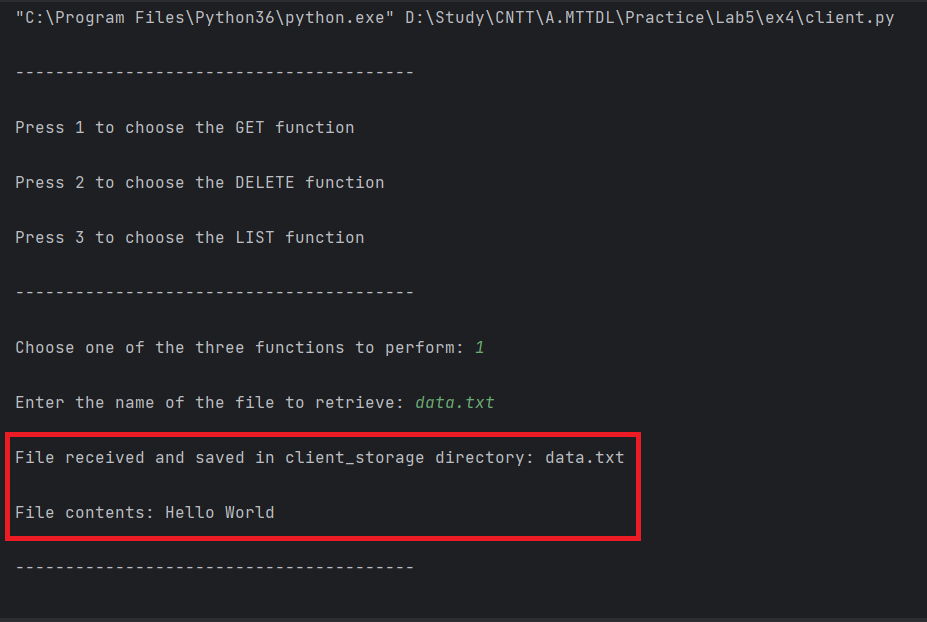 "C:\Program Files\Python36\python.exe" D:\Study\CNTT\A.MTTDL\Practice\Lab5\ex4\client.py
----------------------------------------
Press 1 to choose the GET function
Press 2 to choose the DELETE function
Press 3 to choose the LIST function
----------------------------------------
Choose one of the three functions to perform: 1
Enter the name of the file to retrieve: data.txt
File received and saved in client_storage directory: data.txt
File contents: Hello World
----------------------------------------